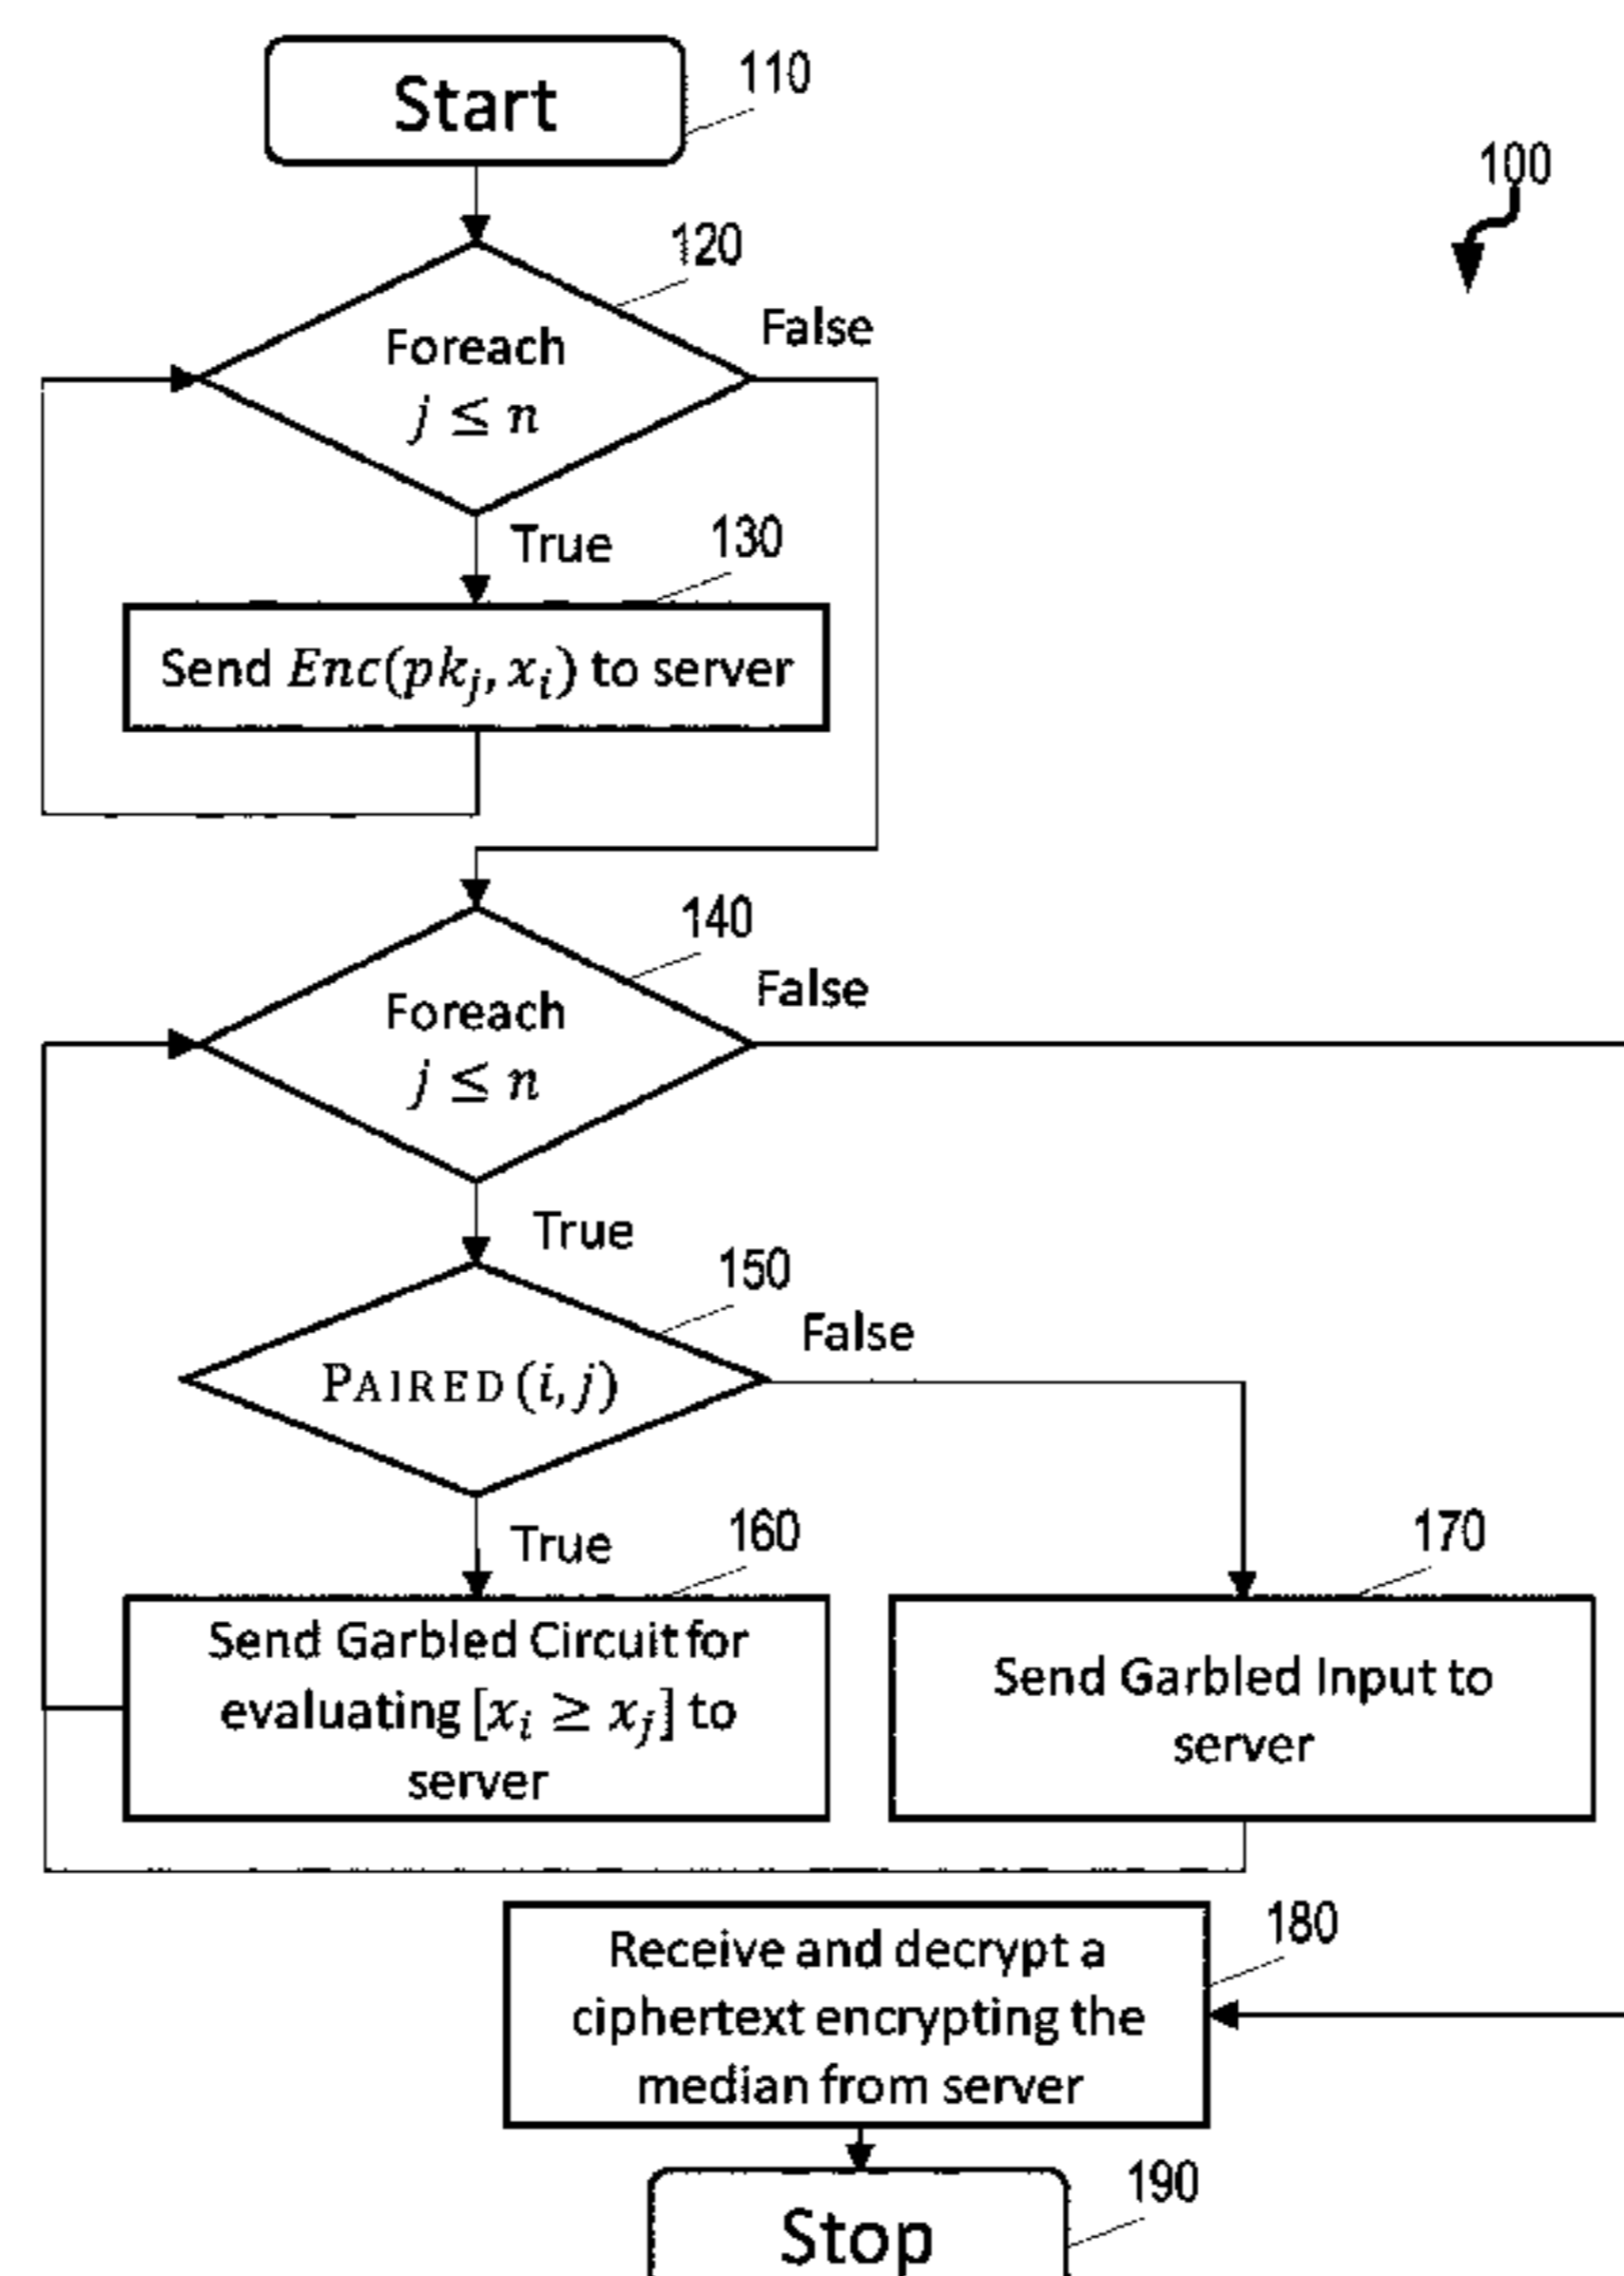 Start
110
100
120
False
Foreach
j ≤ n
True
130
Send Enc(pk_j, x_i) to server
140
False
Foreach
j ≤ n
True
150
False
PAIRED(i, j)
True
160
170
Send Garbled Circuit for
evaluating [x_i ≥ x_j] to
server
Send Garbled Input to
server
180
Receive and decrypt a
ciphertext encrypting the
median from server
190
Stop